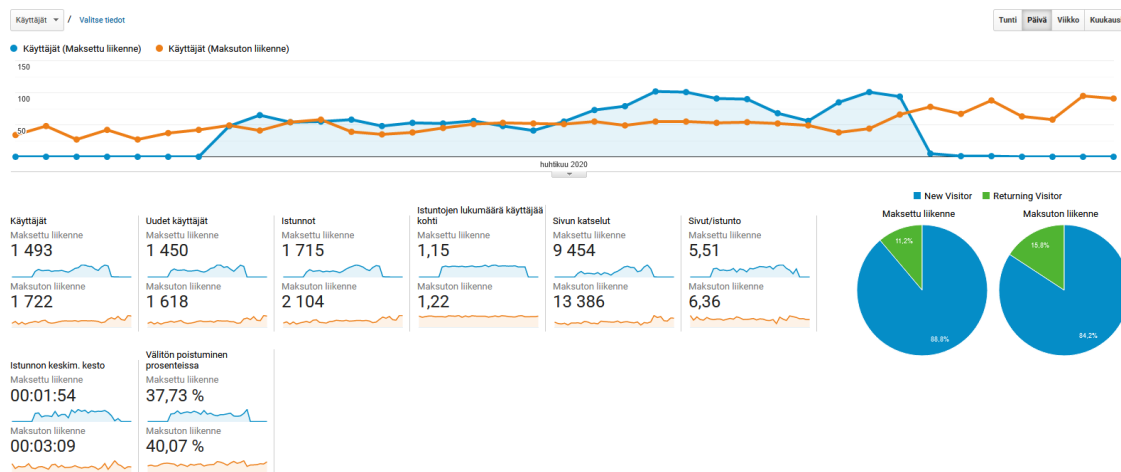 Käyttäjät / Valitse tiedot
Tunti Päivä Viikko Kuukausi
Käyttäjät (Maksettu liikenne) Käyttäjät (Maksuton liikenne)
150
100
50
huhtikuu 2020
New Visitor Returning Visitor
Käyttäjät
Maksettu liikenne
1 493
Maksuton liikenne
1 722
Uudet käyttäjät
Maksettu liikenne
1 450
Maksuton liikenne
1 618
Istunnot
Maksettu liikenne
1 715
Maksuton liikenne
2 104
Istuntojen lukumäärä käyttäjää
kohti
Maksettu liikenne
1,15
Maksuton liikenne
1,22
Sivun katselut
Maksettu liikenne
9 454
Maksuton liikenne
13 386
Sivut/istunto
Maksettu liikenne
5,51
Maksuton liikenne
6,36
Maksettu liikenne
11,2%
88,8%
Maksuton liikenne
15,8%
84,2%
Istunnon keskim. kesto
Maksettu liikenne
00:01:54
Maksuton liikenne
00:03:09
Välitön poistuminen
prosenteissa
Maksettu liikenne
37,73 %
Maksuton liikenne
40,07 %